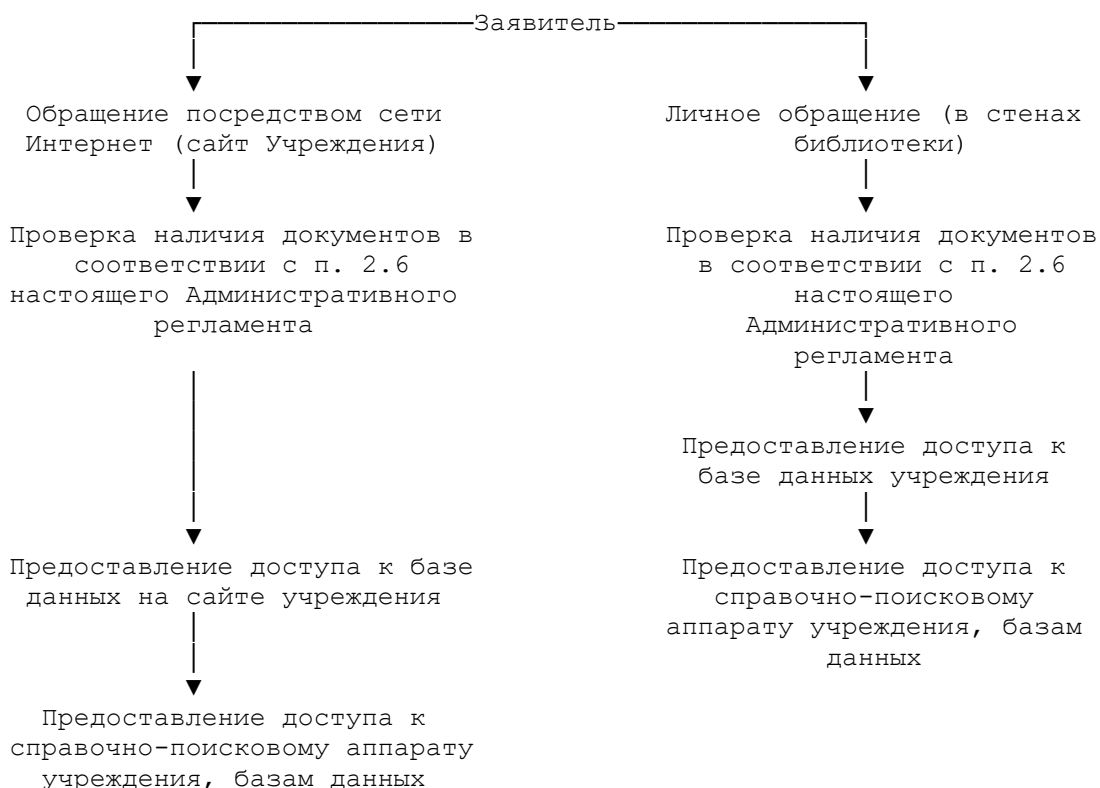 Заявитель
Обращение посредством сети
Интернет (сайт Учреждения)
Проверка наличия документов в
соответствии с п. 2.6
настоящего Административного
регламента
Предоставление доступа к базе
данных на сайте учреждения
Предоставление доступа к
справочно-поисковому аппарату
учреждения, базам данных
Личное обращение (в стенах
библиотеки)
Проверка наличия документов
в соответствии с п. 2.6
настоящего
Административного
регламента
Предоставление доступа к
базе данных учреждения
Предоставление доступа к
справочно-поисковому
аппарату учреждения, базам
данных